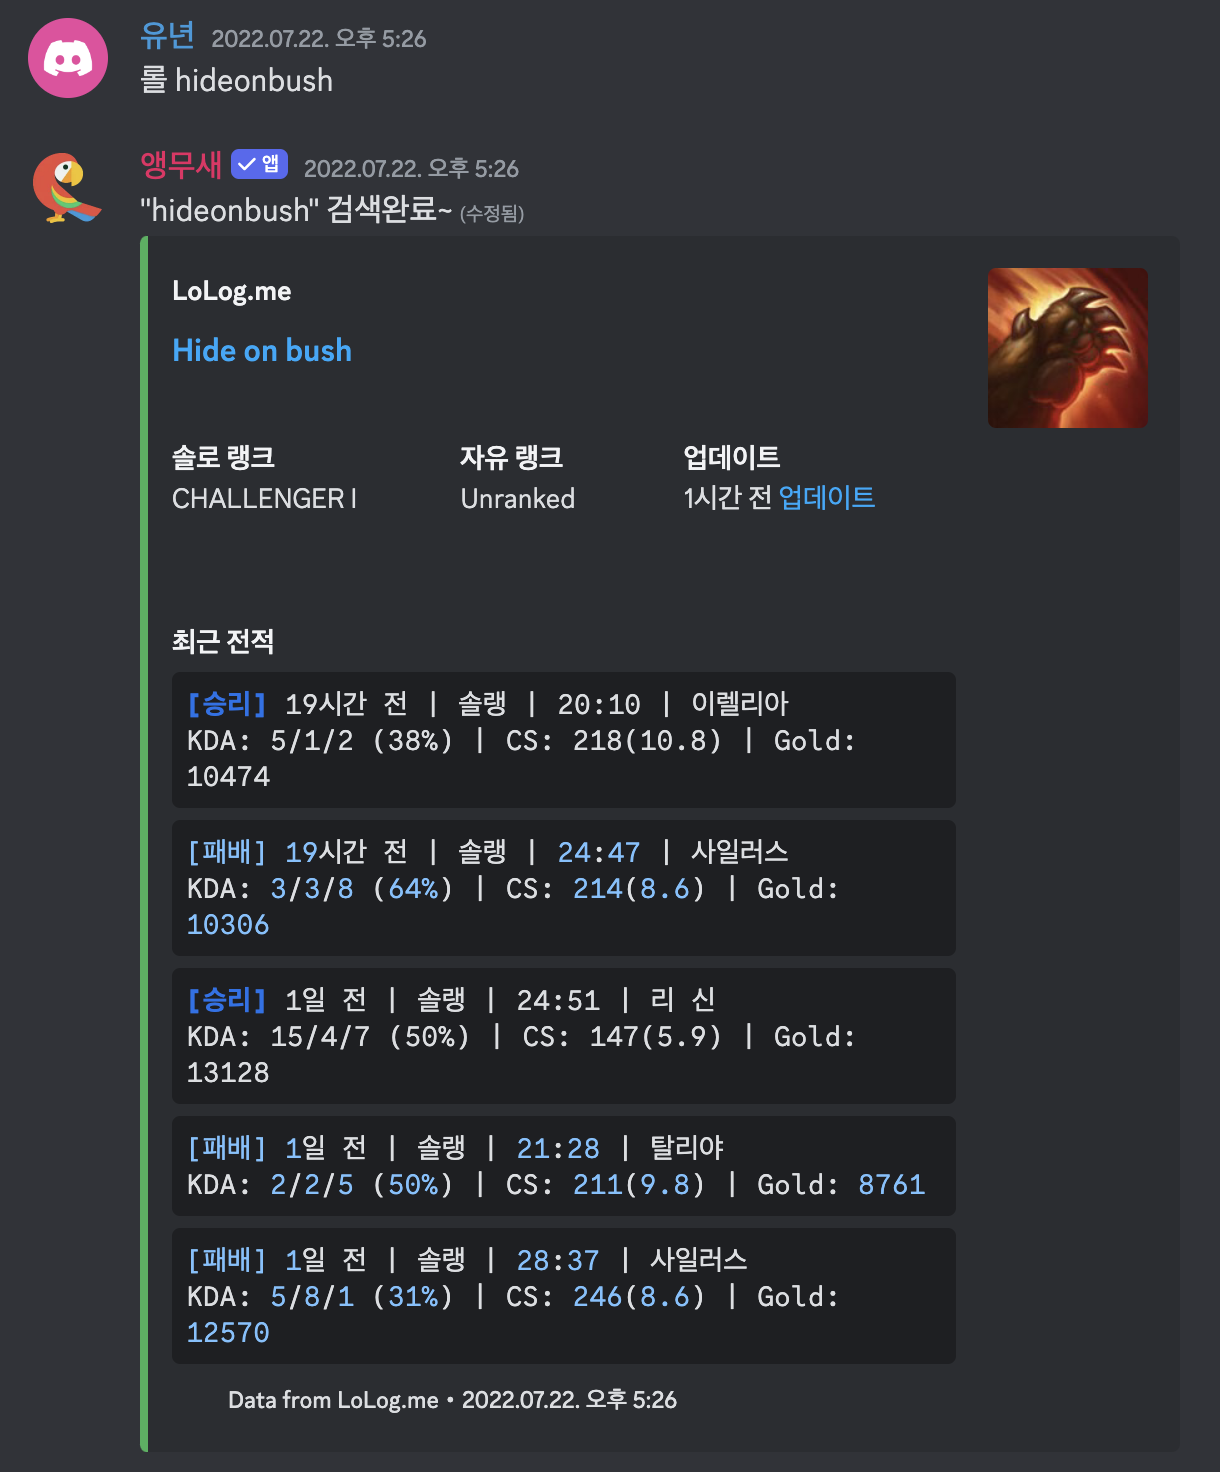 유년 2022.07.22. 오후 5:26
롤 hideonbush
앵무새 ✓ 앱 2022.07.22. 오후 5:26
"hideonbush" 검색완료~ (수정됨)
LoLog.me
Hide on bush
솔로 랭크 자유 랭크 업데이트
CHALLENGER I Unranked 1시간 전 업데이트
최근 전적
[승리] 19시간 전 | 솔랭 | 20:10 | 이렐리아
KDA: 5/1/2 (38%) | CS: 218(10.8) | Gold:
10474
[패배] 19시간 전 | 솔랭 | 24:47 | 사일러스
KDA: 3/3/8 (64%) | CS: 214(8.6) | Gold:
10306
[승리] 1일 전 | 솔랭 | 24:51 | 리 신
KDA: 15/4/7 (50%) | CS: 147(5.9) | Gold:
13128
[패배] 1일 전 | 솔랭 | 21:28 | 탈리야
KDA: 2/2/5 (50%) | CS: 211(9.8) | Gold: 8761
[패배] 1일 전 | 솔랭 | 28:37 | 사일러스
KDA: 5/8/1 (31%) | CS: 246(8.6) | Gold:
12570
Data from LoLog.me • 2022.07.22. 오후 5:26